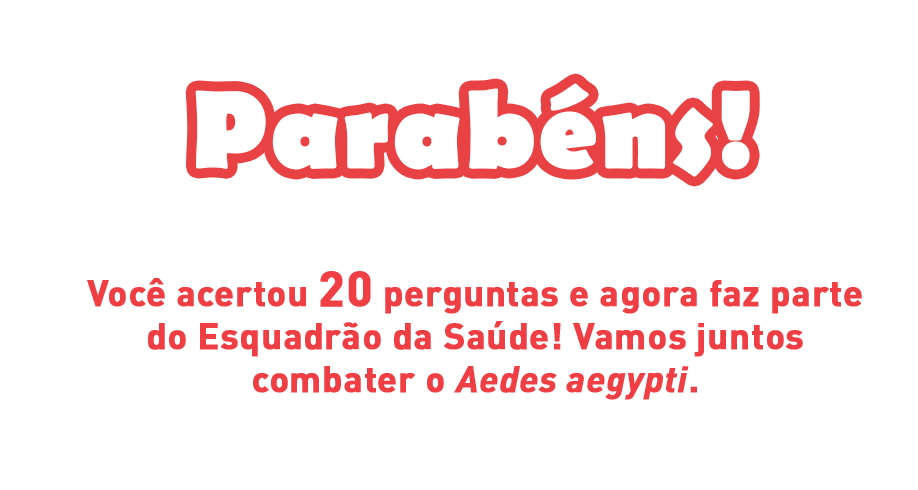 Parabéns!
Você acertou 20 perguntas e agora faz parte
do Esquadrão da Saúde! Vamos juntos
combater o Aedes aegypti.